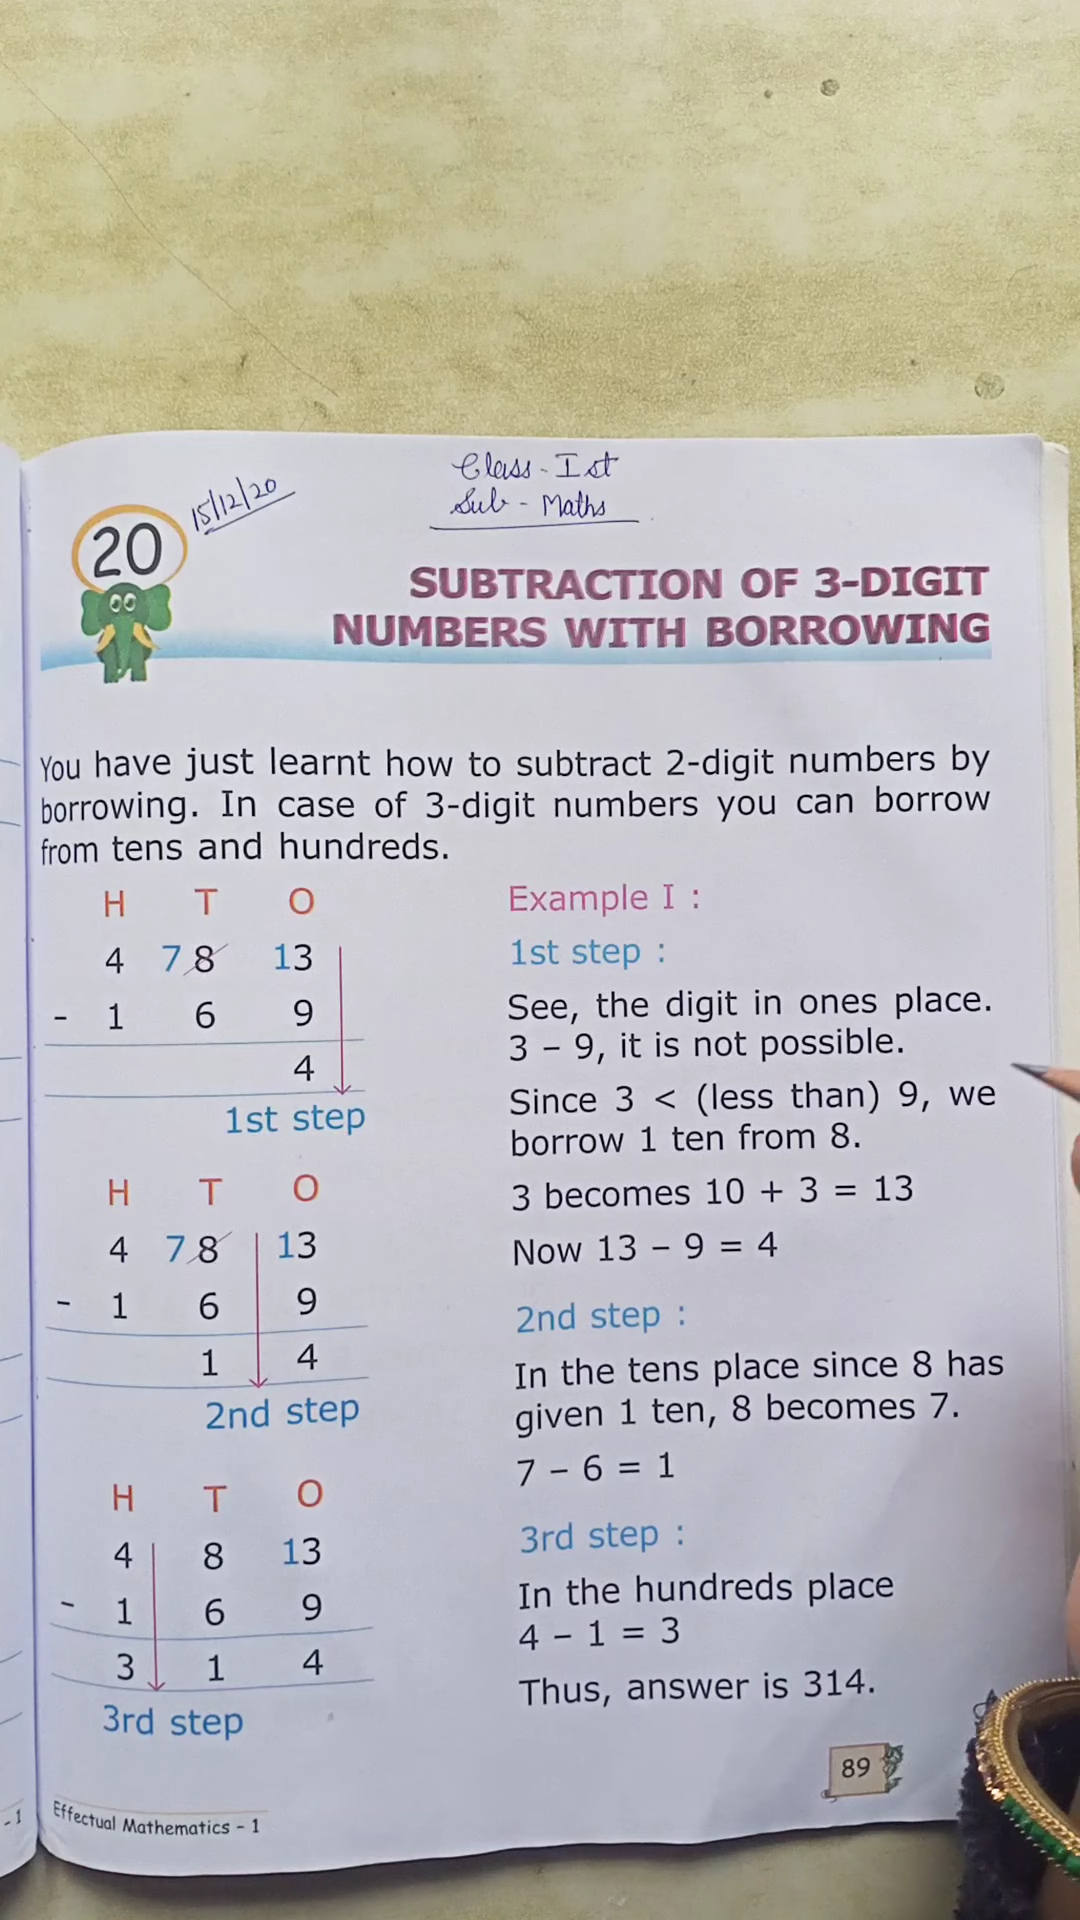 Class - Ist
15/12/20
Sub - Maths
20
SUBTRACTION OF 3-DIGIT
NUMBERS WITH BORROWING
You have just learnt how to subtract 2-digit numbers by
borrowing. In case of 3-digit numbers you can borrow
from tens and hundreds.
H T O
4 7 8 13
- 1 6 9
4
1st step
H T O
4 7 8 13
- 1 6 9
1 4
2nd step
H T O
4 8 13
- 1 6 9
3 1 4
3rd step
Example I :
1st step :
See, the digit in ones place.
3 – 9, it is not possible.
Since 3 < (less than) 9, we
borrow 1 ten from 8.
3 becomes 10 + 3 = 13
Now 13 – 9 = 4
2nd step :
In the tens place since 8 has
given 1 ten, 8 becomes 7.
7 – 6 = 1
3rd step :
In the hundreds place
4 – 1 = 3
Thus, answer is 314.
89
- 1
Effectual Mathematics - 1